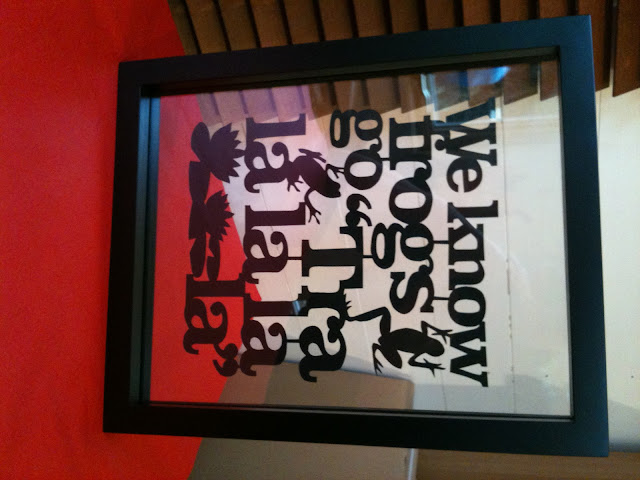 We know
frogs
go “Tra
la la la
la”